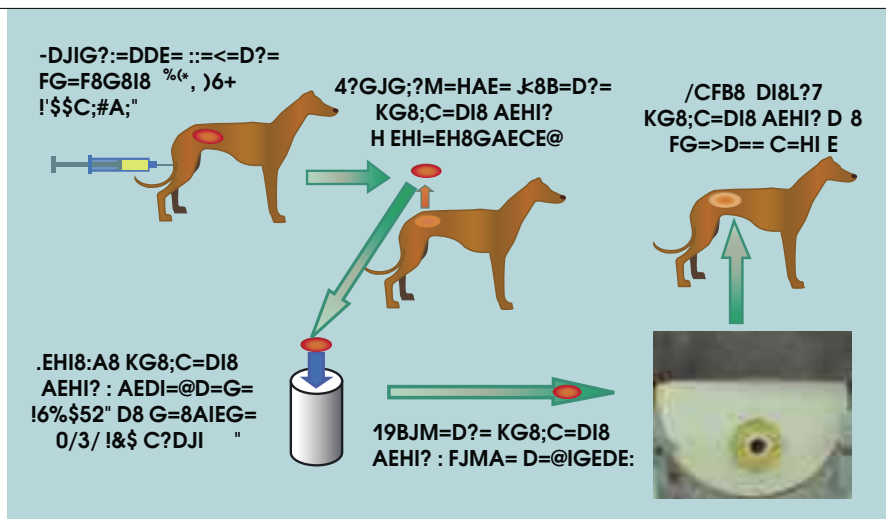 -DJIG?:=DDE= ::=<=D?=
FG=F8G8I8 %(*, )6+
!'$$C;#A;"
4?GJG;?M=HAE= J<8B=D?=
KG8;C=DI8 AEHI?
H EHI=EH8GAECE@
/CFB8 DI8L?7
KG8;C=DI8 AEHI? D 8
FG=>D== C=HI E
.EHI8:A8 KG8;C=DI8
AEHI? : AEDI=@D=G=
!6%$52" D8 G=8AIEG=
0/3/ !&$ C?DJI "
19BJM=D?= KG8;C=DI8
AEHI? : FJMA= D=@IGEDE: